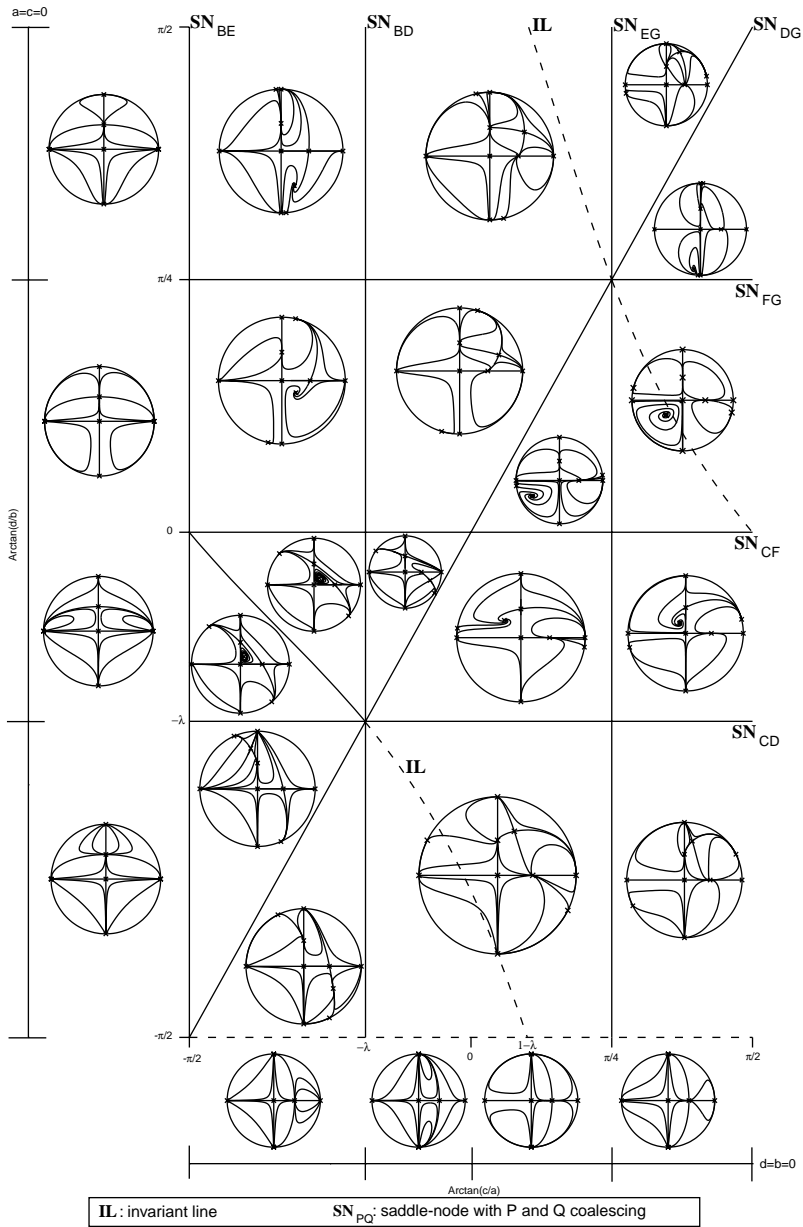 a=c=0
π/2
SN_BE
SN_BD
IL
SN_EG
SN_DG
π/4
SN_FG
Arctan(d/b)
0
SN_CF
−λ
SN_CD
IL
-π/2
-π/2
−λ
0
1−λ
π/4
π/2
d=b=0
Arctan(c/a)
IL : invariant line
SN_PQ: saddle-node with P and Q coalescing